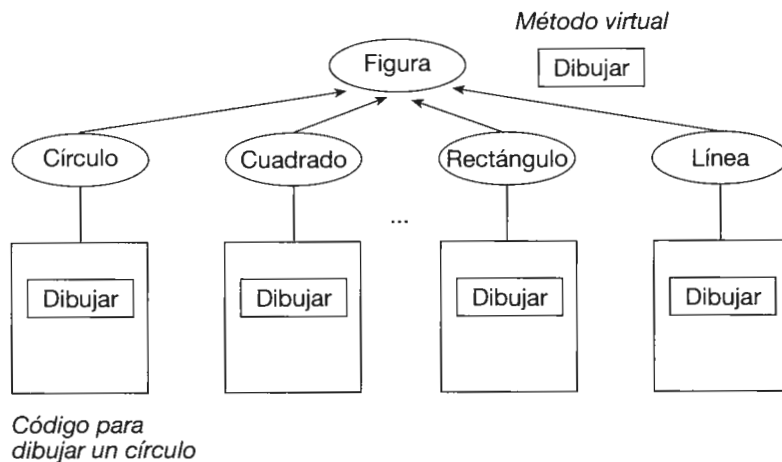 Método virtual
Figura
Dibujar
Círculo
Cuadrado
Rectángulo
Línea
...
Dibujar
Dibujar
Dibujar
Dibujar
Código para
dibujar un círculo